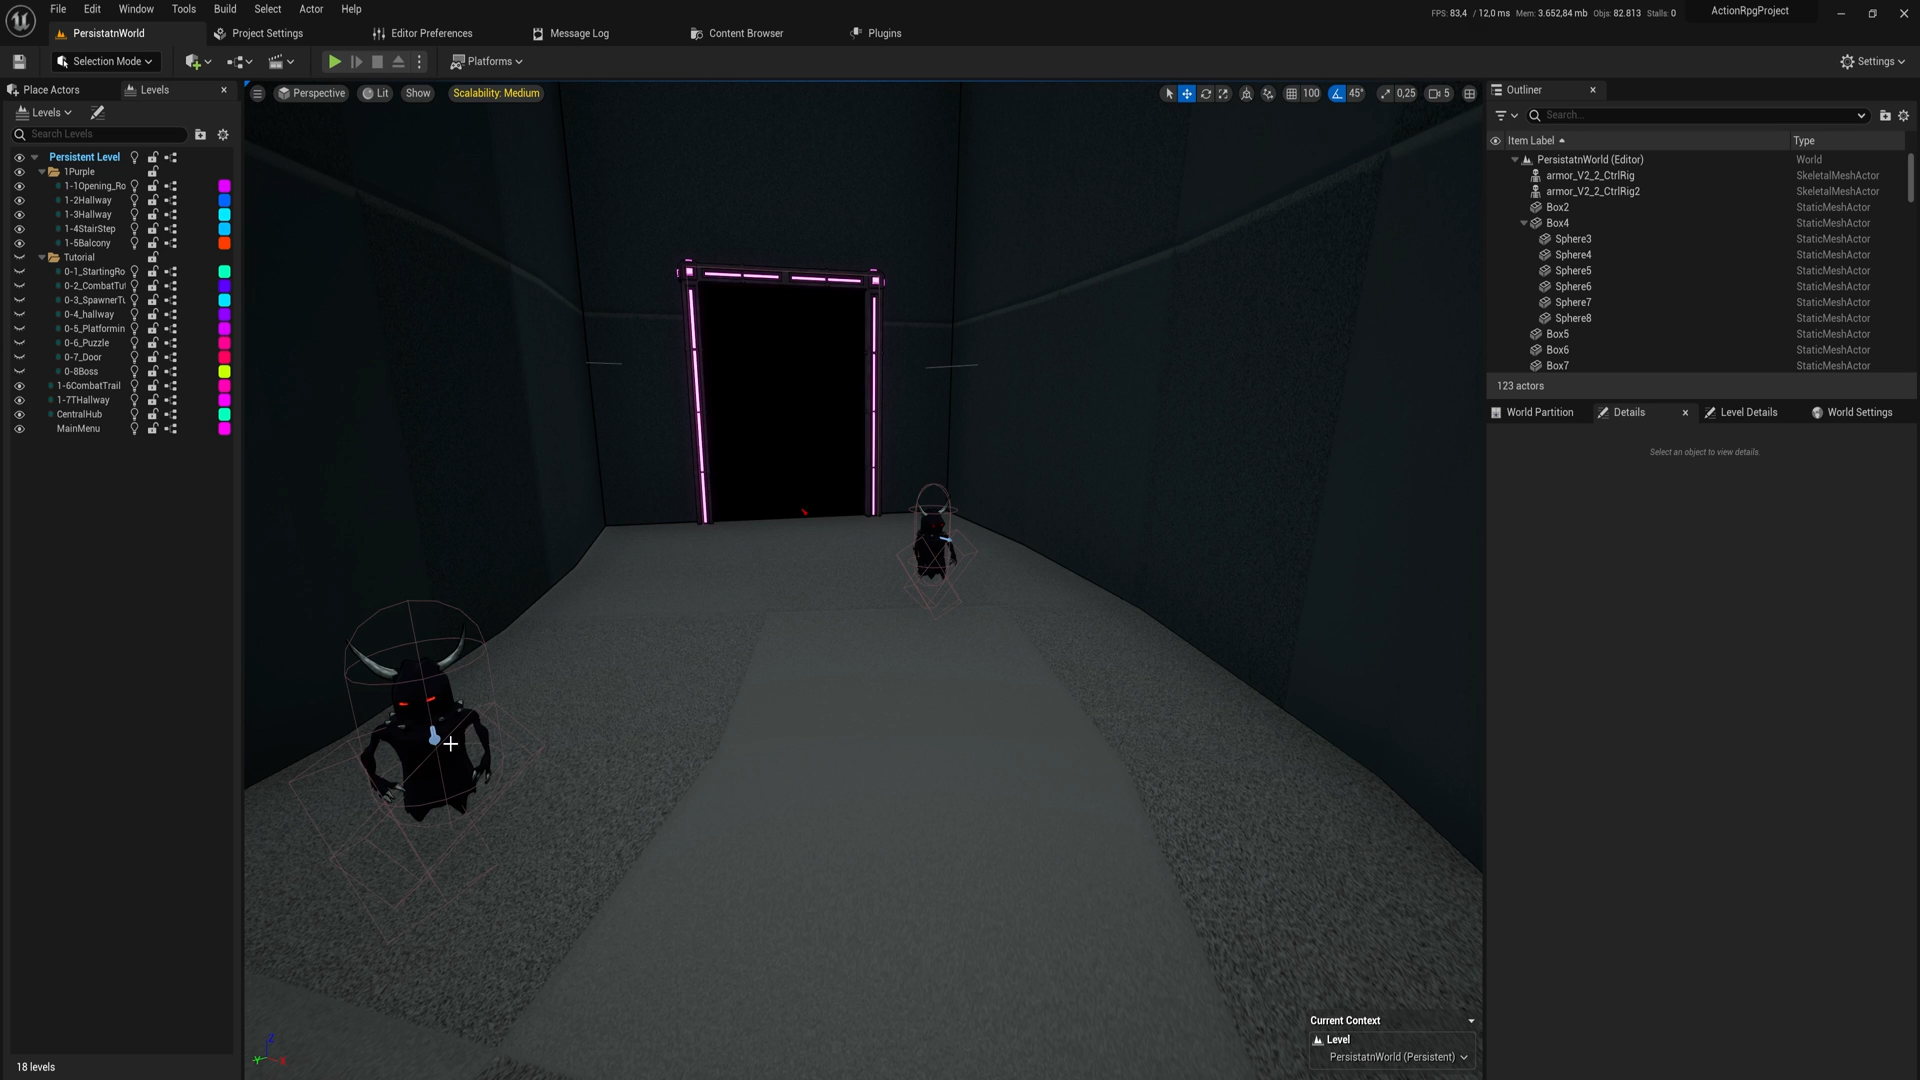 File Edit Window Tools Build Select Actor Help
FPS: 83,4 / 12,0 ms Mem: 3.652,84 mb Objs: 82.813 Stalls: 0
ActionRpgProject
PersistatnWorld
Project Settings
Editor Preferences
Message Log
Content Browser
Plugins
Selection Mode
Platforms
Settings
Place Actors
Levels
Levels
Search Levels
Persistent Level
1Purple
1-1Opening_Ro
1-2Hallway
1-3Hallway
1-4StairStep
1-5Balcony
Tutorial
0-1_StartingRo
0-2_CombatTut
0-3_SpawnerTu
0-4_hallway
0-5_Platformin
0-6_Puzzle
0-7_Door
0-8Boss
1-6CombatTrail
1-7THallway
CentralHub
MainMenu
18 levels
Perspective
Lit
Show
Scalability: Medium
100
45°
0,25
5
Current Context
Level
PersistatnWorld (Persistent)
Outliner
Search...
Item Label Type
PersistatnWorld (Editor) World
armor_V2_2_CtrlRig SkeletalMeshActor
armor_V2_2_CtrlRig2 SkeletalMeshActor
Box2 StaticMeshActor
Box4 StaticMeshActor
Sphere3 StaticMeshActor
Sphere4 StaticMeshActor
Sphere5 StaticMeshActor
Sphere6 StaticMeshActor
Sphere7 StaticMeshActor
Sphere8 StaticMeshActor
Box5 StaticMeshActor
Box6 StaticMeshActor
Box7 StaticMeshActor
123 actors
World Partition
Details
Level Details
World Settings
Select an object to view details.
Z
Y
X